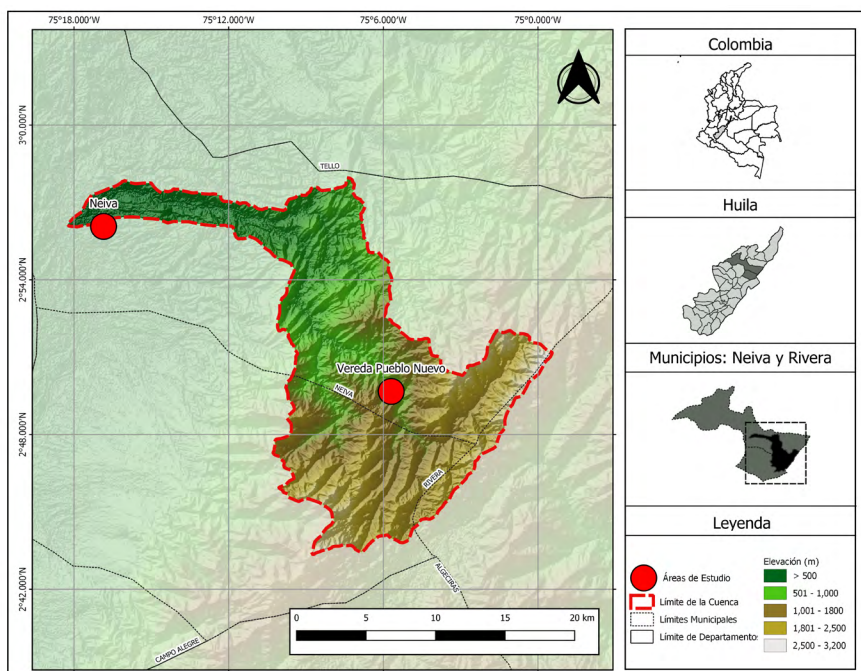 75°18.000'W
75°12.000'W
75°6.000'W
75°0.000'W
3°0.000'N
2°54.000'N
2°48.000'N
2°42.000'N
TELLO
Neiva
Vereda Pueblo Nuevo
NEIVA
RIVERA
ALGECIRAS
CAMPO ALEGRE
0 5 10 15 20 km
Colombia
Huila
Municipios: Neiva y Rivera
Leyenda
Áreas de Estudio
Límite de la Cuenca
Límites Municipales
Límite de Departamentos
Elevación (m)
> 500
501 - 1,000
1,001 - 1800
1,801 - 2,500
2,500 - 3,200